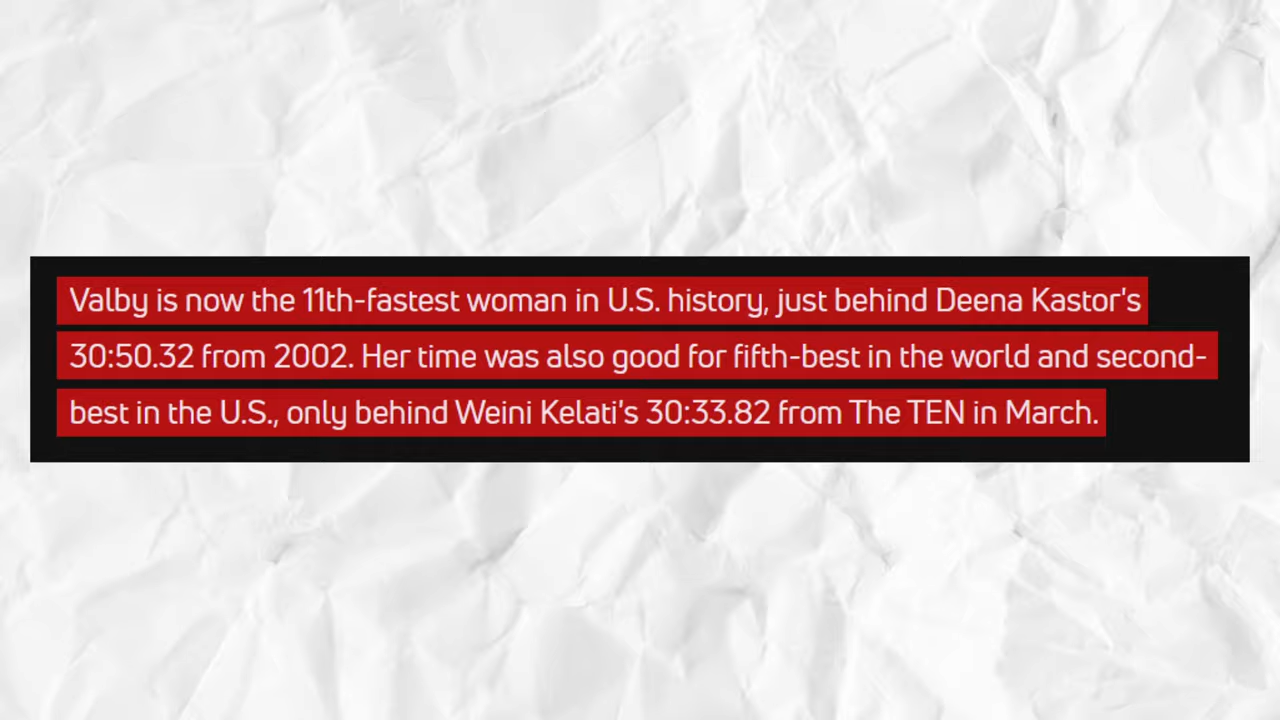 Valby is now the 11th-fastest woman in U.S. history, just behind Deena Kastor's
30:50.32 from 2002. Her time was also good for fifth-best in the world and second-
best in the U.S., only behind Weini Kelati's 30:33.82 from The TEN in March.